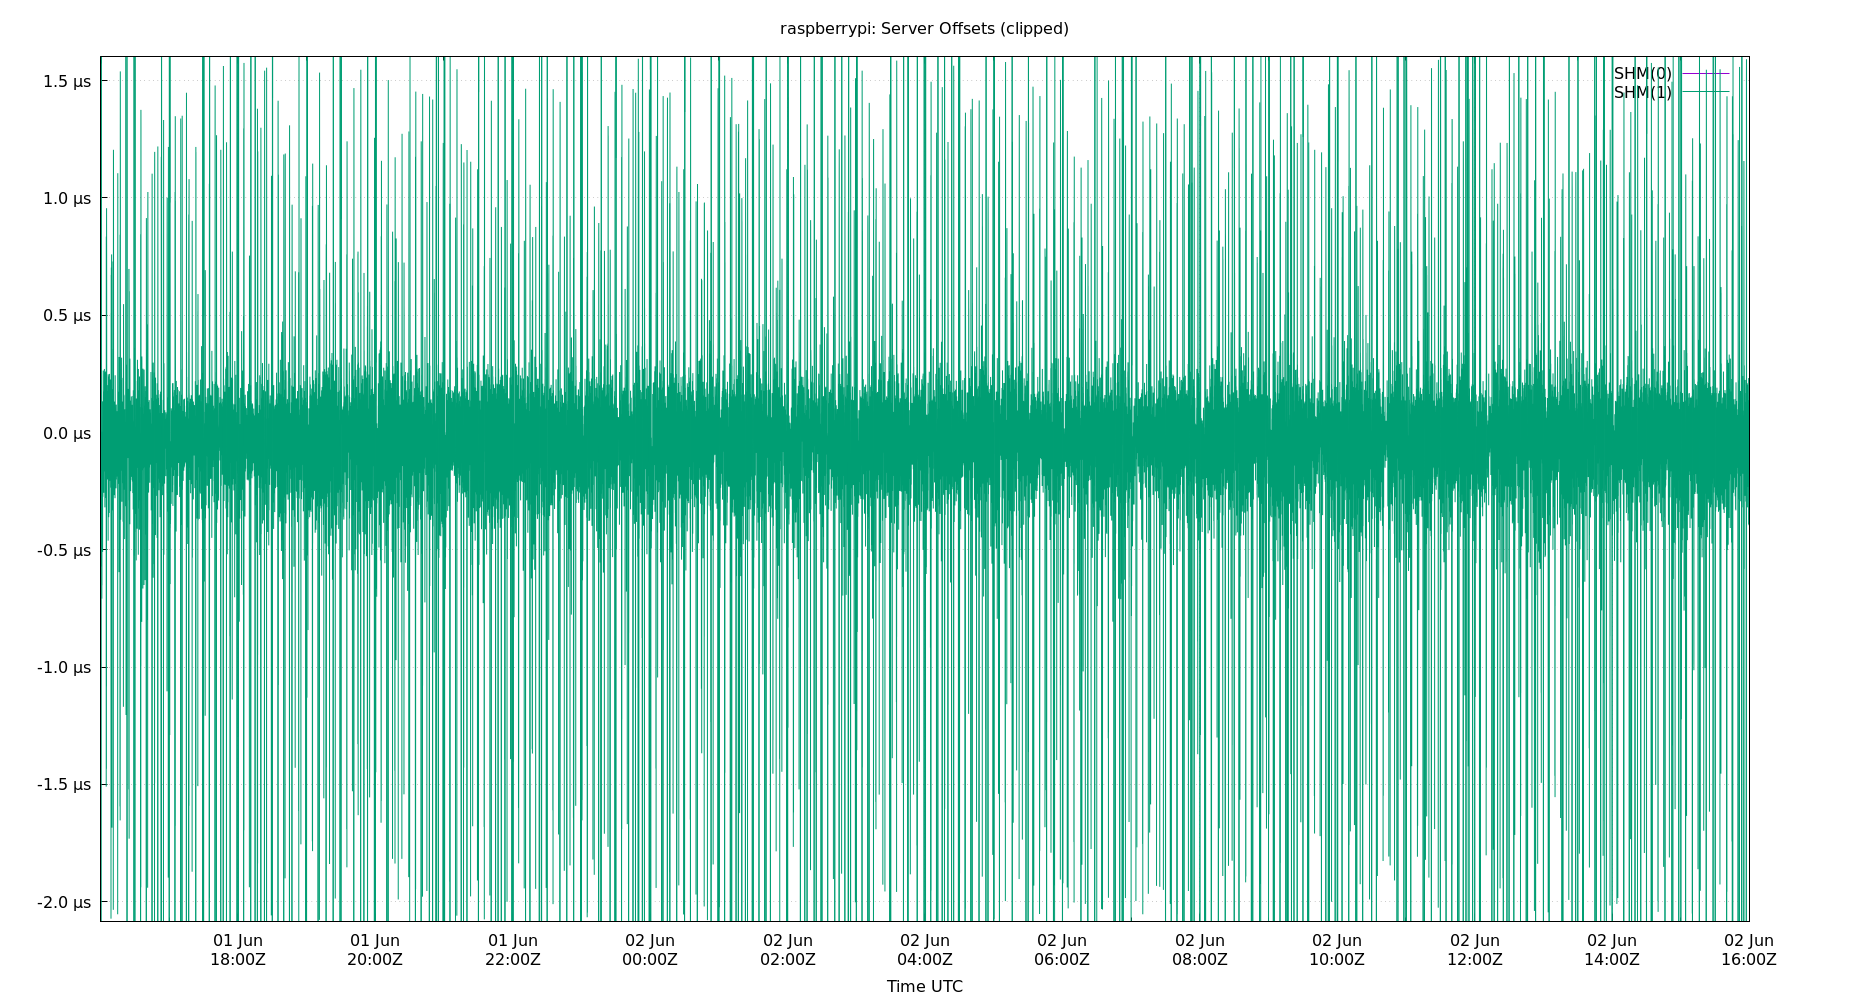 raspberrypi: Server Offsets (clipped)
SHM(0)
SHM(1)
1.5 µs
1.0 µs
0.5 µs
0.0 µs
-0.5 µs
-1.0 µs
-1.5 µs
-2.0 µs
01 Jun 01 Jun 01 Jun 02 Jun 02 Jun 02 Jun 02 Jun 02 Jun 02 Jun 02 Jun 02 Jun 02 Jun
18:00Z 20:00Z 22:00Z 00:00Z 02:00Z 04:00Z 06:00Z 08:00Z 10:00Z 12:00Z 14:00Z 16:00Z
Time UTC